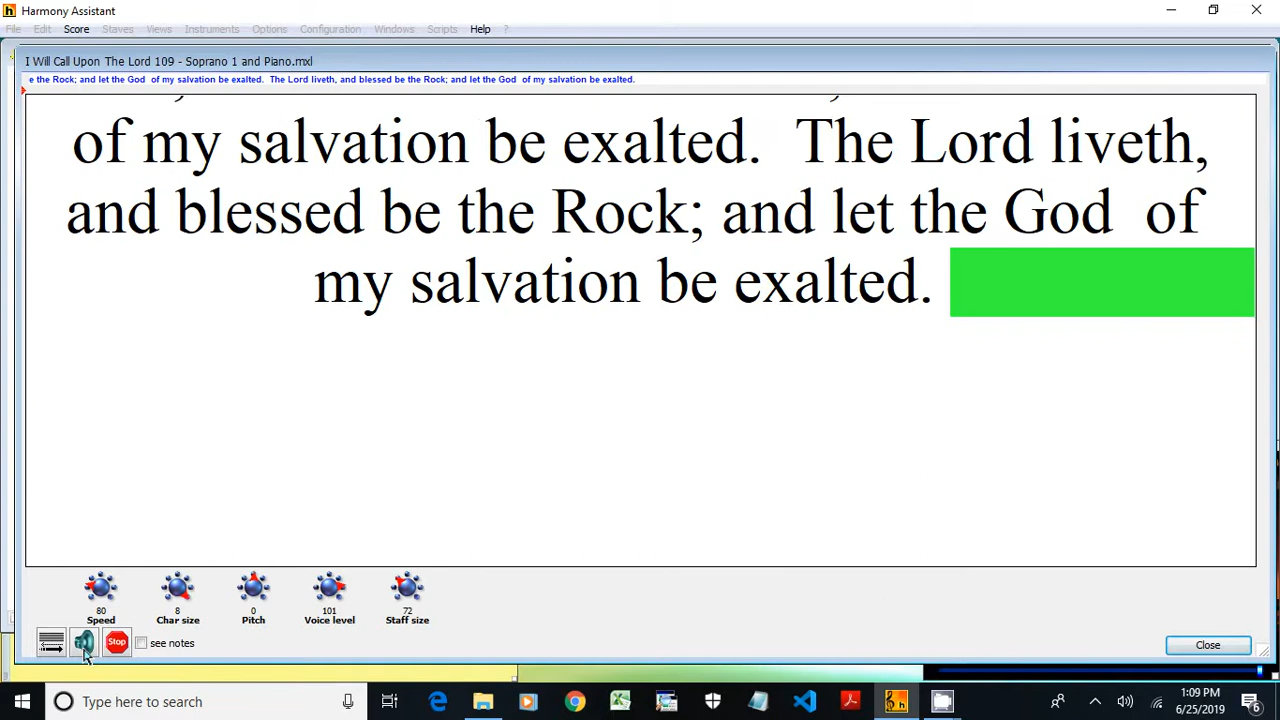 Harmony Assistant
File Edit Score Staves Views Instruments Options Configuration Windows Scripts Help ?
I Will Call Upon The Lord 109 - Soprano 1 and Piano.mxl
e the Rock; and let the God of my salvation be exalted. The Lord liveth, and blessed be the Rock; and let the God of my salvation be exalted.
of my salvation be exalted. The Lord liveth,
and blessed be the Rock; and let the God of
my salvation be exalted.
80 8 0 101 72
Speed Char size Pitch Voice level Staff size
Stop see notes Close
Type here to search
1:09 PM
6/25/2019
6